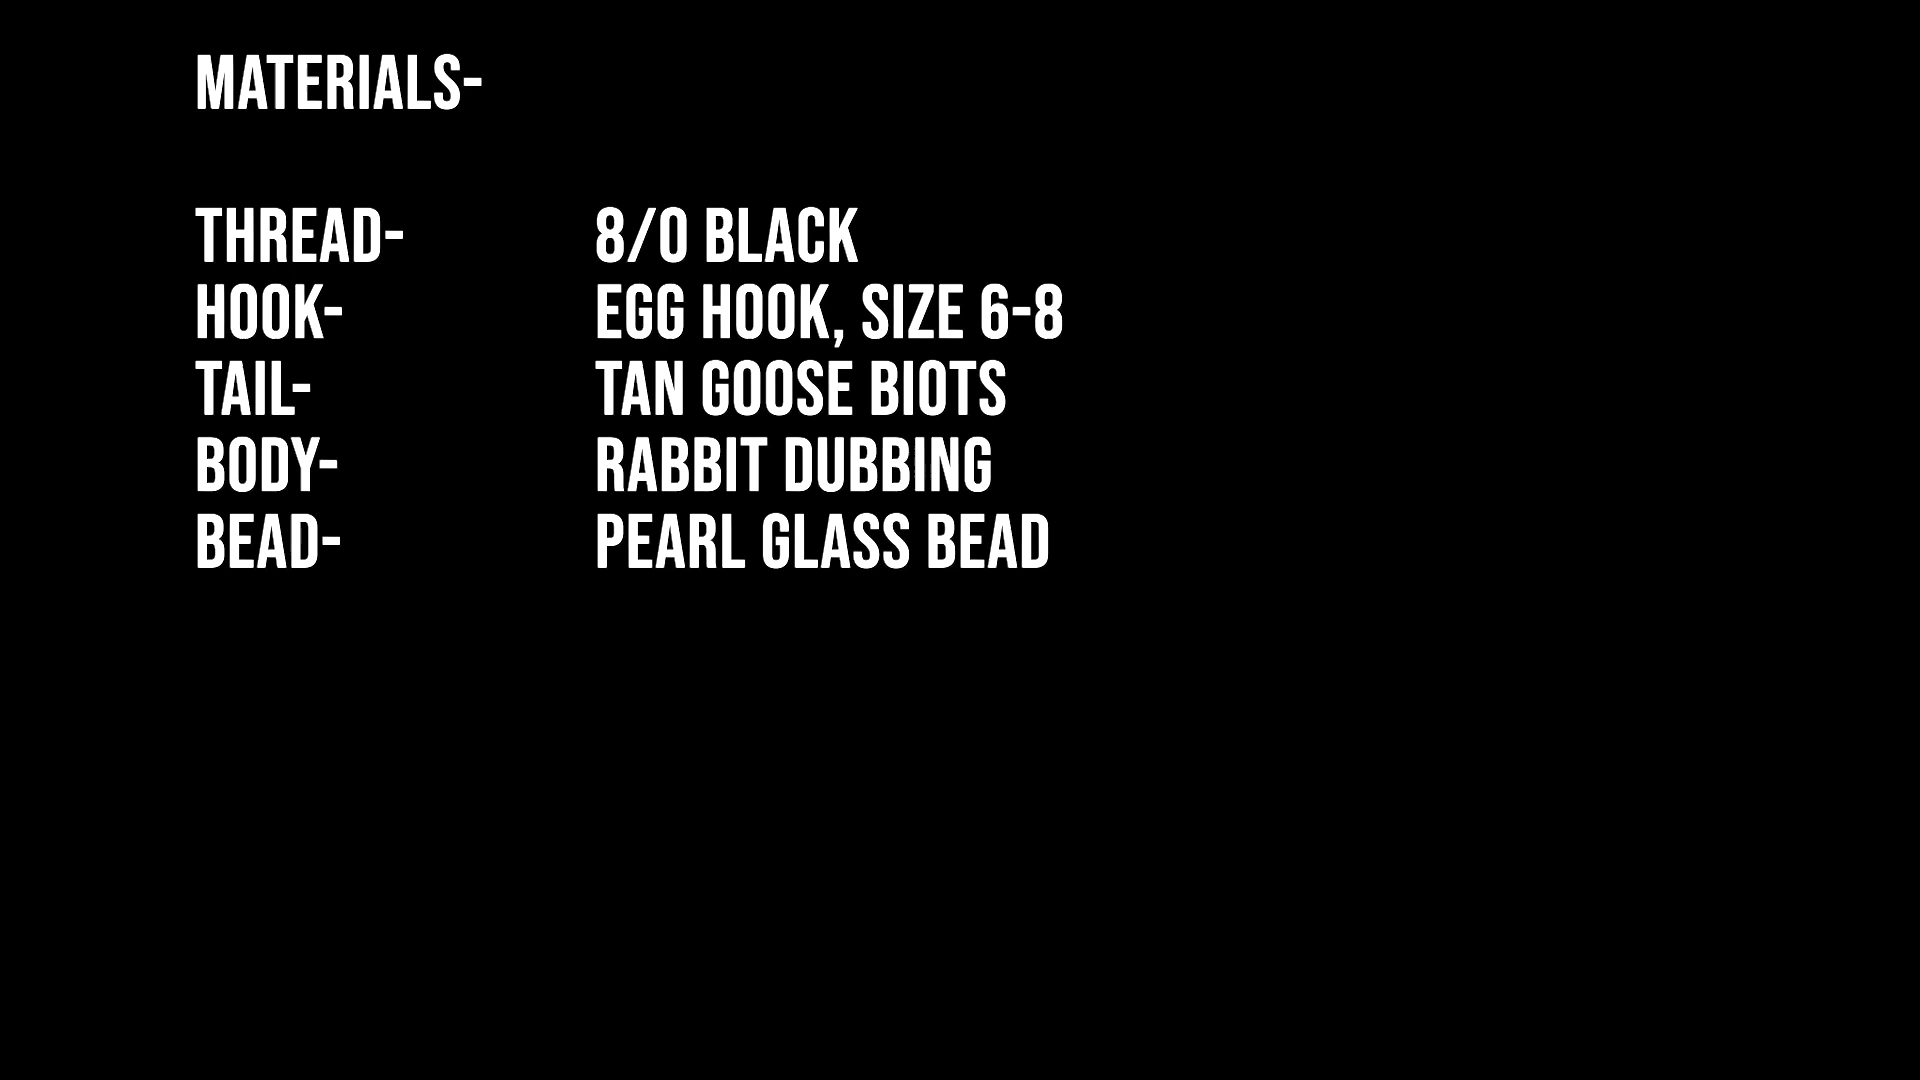 MATERIALS-
THREAD- 8/0 BLACK
HOOK- EGG HOOK, SIZE 6-8
TAIL- TAN GOOSE BIOTS
BODY- RABBIT DUBBING
BEAD- PEARL GLASS BEAD